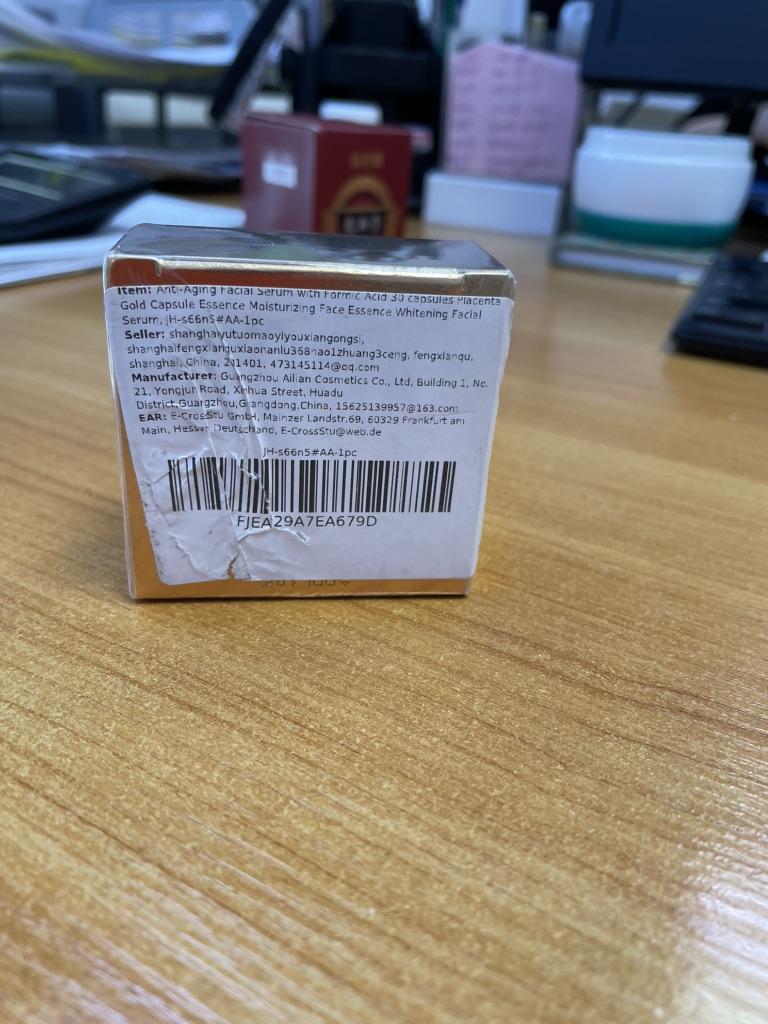 Item: Anti-Aging Facial Serum with Formic Acid 30 capsules Placenta
Gold Capsule Essence Moisturizing Face Essence Whitening Facial
Serum, JH-s66n5#AA-1pc
Seller: shanghaiyutuomaoyiyouxiangongsi,
shanghaifengxianquxiaonanlu368hao1zhuang3ceng, fengxianqu,
shanghai, China, 201401, 473145114@qq.com
Manufacturer: Guangzhou Ailian Cosmetics Co., Ltd, Building 1, No.
21, Yongjun Road, Xinhua Street, Huadu
District,Guangzhou,Guangdong,China, 15625139957@163.com
EAR: E-CrossStu GmbH, Mainzer Landstr.69, 60329 Frankfurt am
Main, Hessen Deutschland, E-CrossStu@web.de
JH-s66n5#AA-1pc
FJEA29A7EA679D